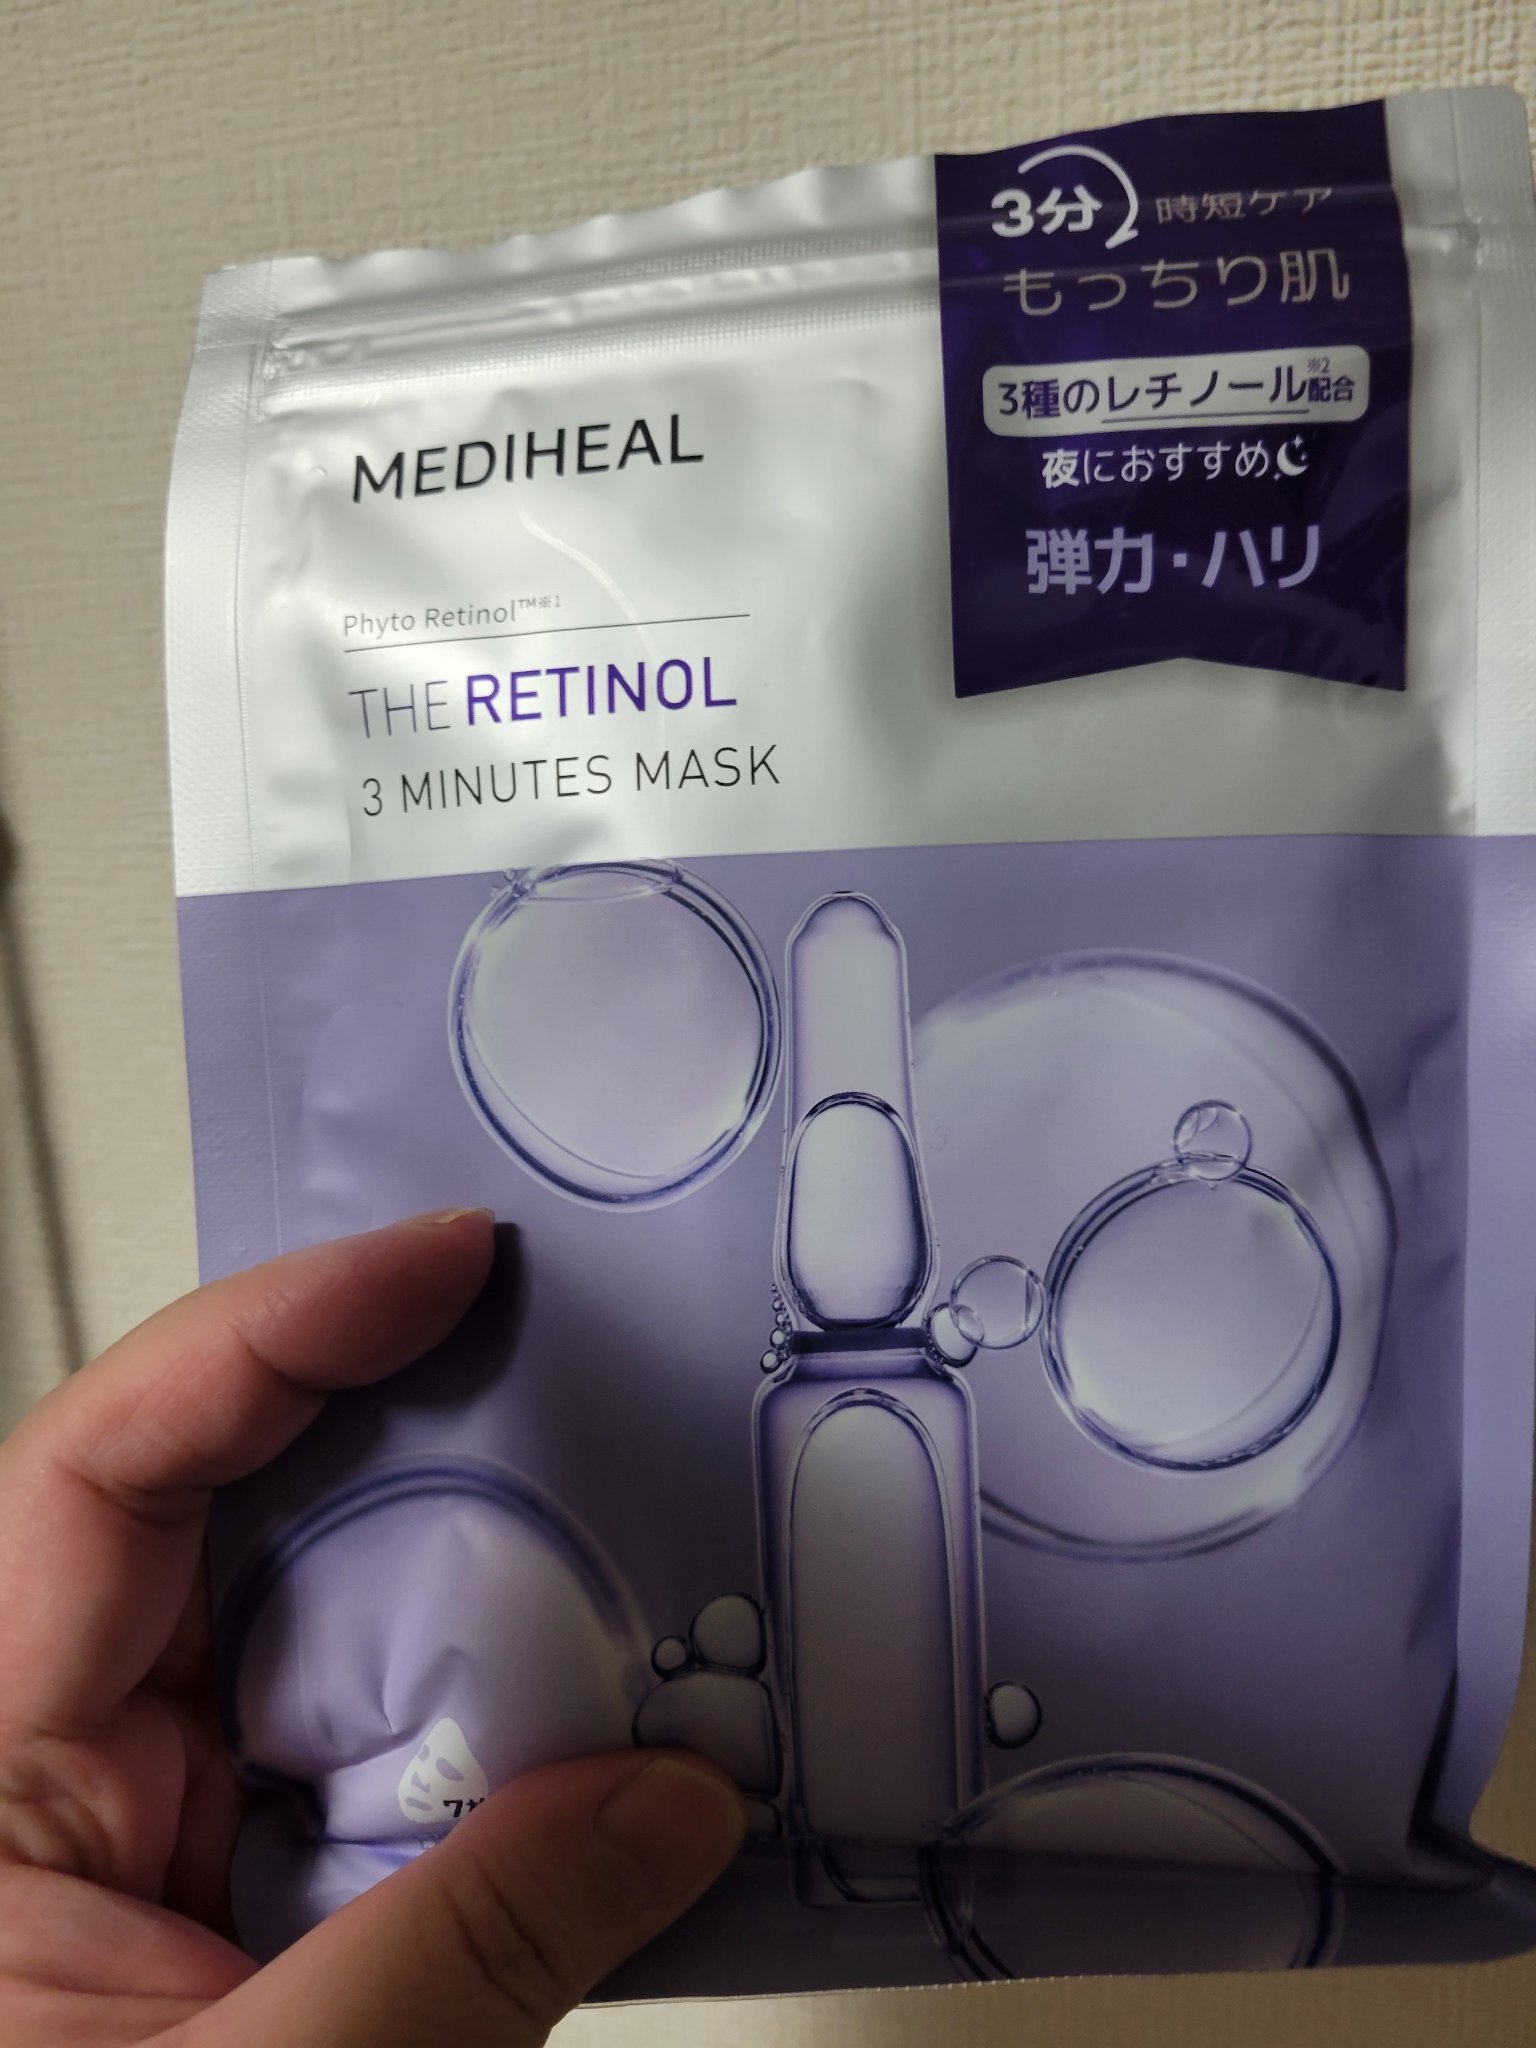 3分 時短ケア
もっちり肌
3種のレチノール※2配合
夜におすすめ
弾力・ハリ
MEDIHEAL
Phyto Retinol™※1
THE RETINOL
3 MINUTES MASK